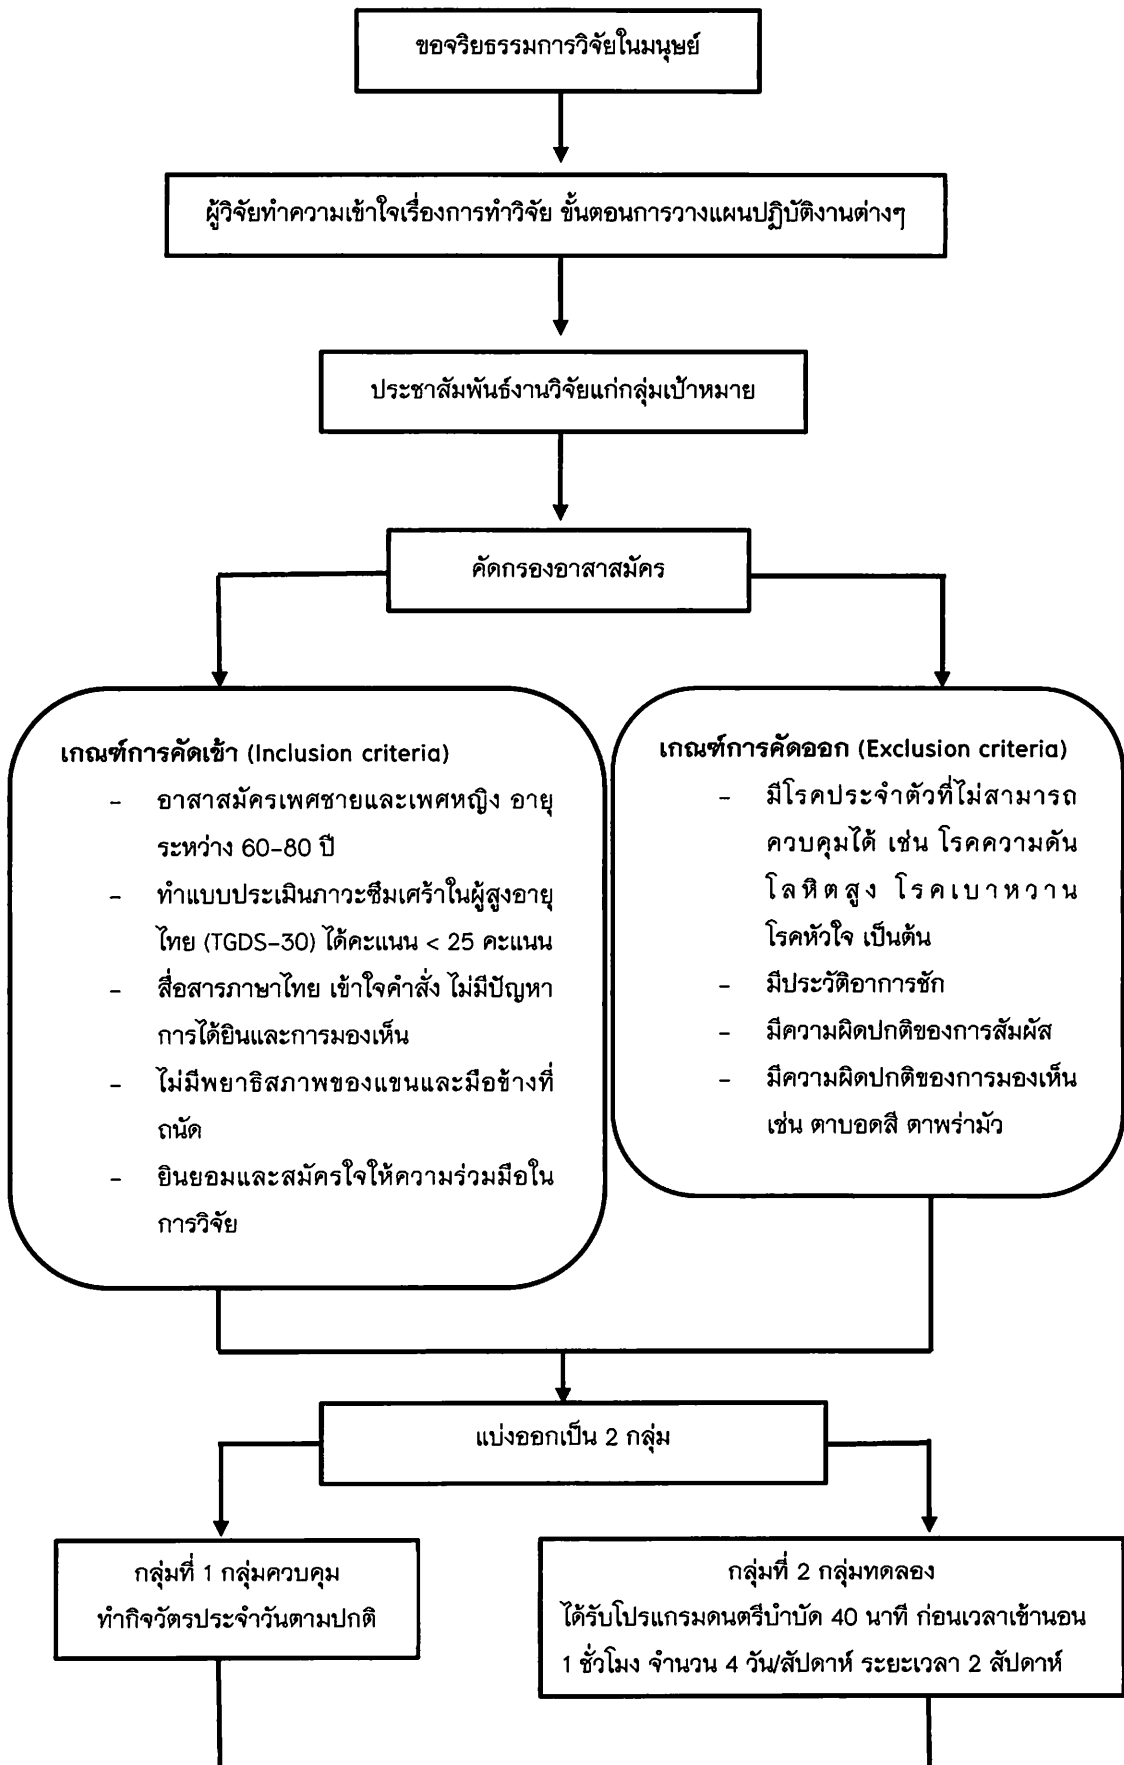 ขอจริยธรรมการวิจัยในมนุษย์
ผู้วิจัยทำความเข้าใจเรื่องการทำวิจัย ขั้นตอนการวางแผนปฏิบัติงานต่างๆ
ประชาสัมพันธ์งานวิจัยแก่กลุ่มเป้าหมาย
คัดกรองอาสาสมัคร
เกณฑ์การคัดเข้า (Inclusion criteria)
- อาสาสมัครเพศชายและเพศหญิง อายุ
ระหว่าง 60-80 ปี
- ทำแบบประเมินภาวะซึมเศร้าในผู้สูงอายุ
ไทย (TGDS-30) ได้คะแนน < 25 คะแนน
- สื่อสารภาษาไทย เข้าใจคำสั่ง ไม่มีปัญหา
การได้ยินและการมองเห็น
- ไม่มีพยาธิสภาพของแขนและมือข้างที่
ถนัด
- ยินยอมและสมัครใจให้ความร่วมมือใน
การวิจัย
เกณฑ์การคัดออก (Exclusion criteria)
- มีโรคประจำตัวที่ไม่สามารถ
ควบคุมได้ เช่น โรคความดัน
โลหิตสูง โรคเบาหวาน
โรคหัวใจ เป็นต้น
- มีประวัติอาการชัก
- มีความผิดปกติของการสัมผัส
- มีความผิดปกติของการมองเห็น
เช่น ตาบอดสี ตาพร่ามัว
แบ่งออกเป็น 2 กลุ่ม
กลุ่มที่ 1 กลุ่มควบคุม
ทำกิจวัตรประจำวันตามปกติ
กลุ่มที่ 2 กลุ่มทดลอง
ได้รับโปรแกรมดนตรีบำบัด 40 นาที ก่อนเวลาเข้านอน
1 ชั่วโมง จำนวน 4 วัน/สัปดาห์ ระยะเวลา 2 สัปดาห์